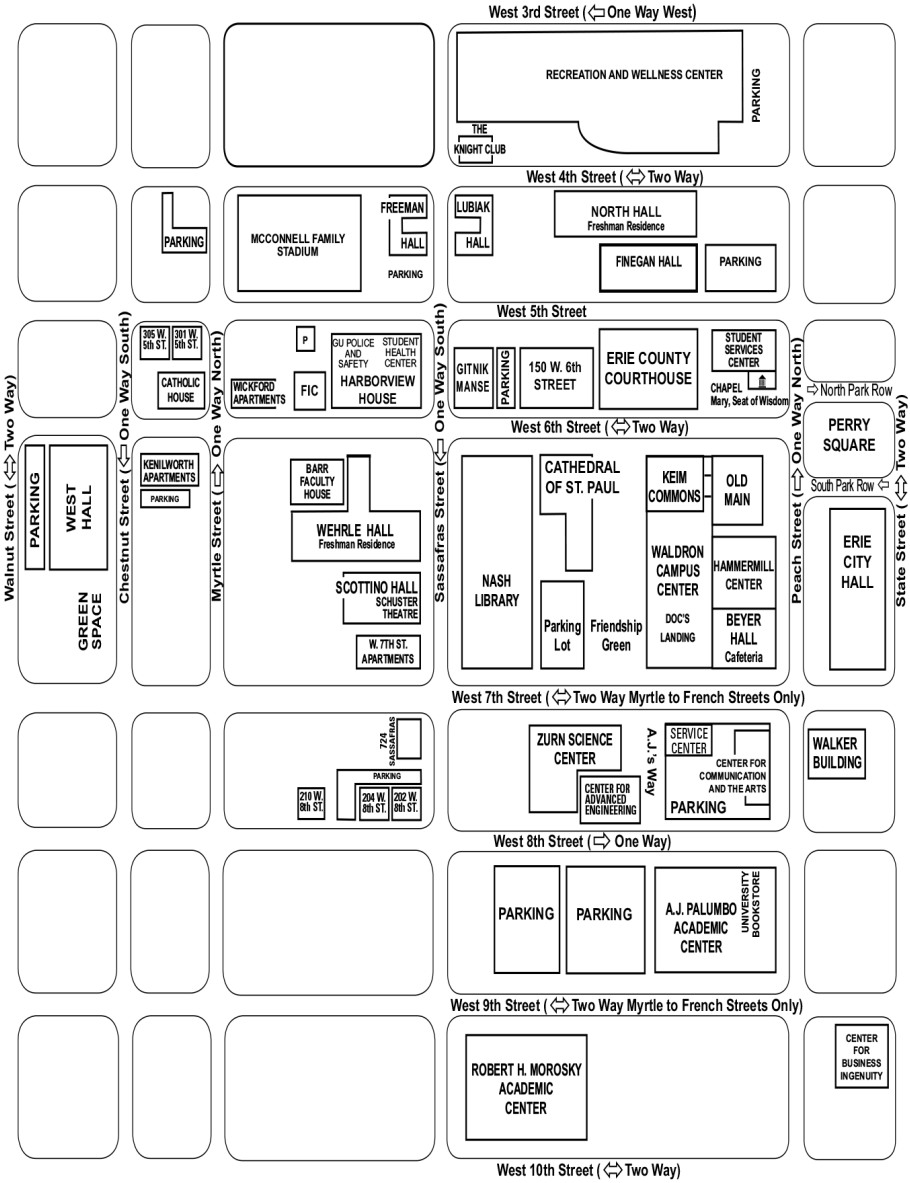 West 3rd Street (⇦ One Way West)
RECREATION AND WELLNESS CENTER
PARKING
THE
KNIGHT CLUB
West 4th Street (⇔ Two Way)
PARKING
MCCONNELL FAMILY
STADIUM
FREEMAN
HALL
PARKING
LUBIAK
HALL
NORTH HALL
Freshman Residence
FINEGAN HALL
PARKING
West 5th Street
305 W.
5th ST.
301 W.
5th ST.
CATHOLIC
HOUSE
WICKFORD
APARTMENTS
P
FIC
GU POLICE
AND
SAFETY
STUDENT
HEALTH
CENTER
HARBORVIEW
HOUSE
GITNIK
MANSE
PARKING
150 W. 6th
STREET
ERIE COUNTY
COURTHOUSE
STUDENT
SERVICES
CENTER
CHAPEL
Mary, Seat of Wisdom
⇨ North Park Row
PERRY
SQUARE
South Park Row ⇦
West 6th Street (⇔ Two Way)
Walnut Street (⇔ Two Way)
Chestnut Street (⇦ One Way South)
Myrtle Street (⇨ One Way North)
Sassafras Street (⇦ One Way South)
Peach Street (⇨ One Way North)
State Street (⇔ Two Way)
PARKING
WEST
HALL
GREEN
SPACE
KENILWORTH
APARTMENTS
PARKING
BARR
FACULTY
HOUSE
WEHRLE HALL
Freshman Residence
SCOTTINO HALL
SCHUSTER
THEATRE
W. 7TH ST.
APARTMENTS
NASH
LIBRARY
CATHEDRAL
OF ST. PAUL
Parking
Lot
Friendship
Green
KEIM
COMMONS
OLD
MAIN
WALDRON
CAMPUS
CENTER
DOC'S
LANDING
HAMMERMILL
CENTER
BEYER
HALL
Cafeteria
ERIE
CITY
HALL
West 7th Street (⇔ Two Way Myrtle to French Streets Only)
724
SASSAFRAS
PARKING
210 W.
8th ST.
204 W.
8th ST.
202 W.
8th ST.
ZURN SCIENCE
CENTER
CENTER FOR
ADVANCED
ENGINEERING
A.J.'s Way
SERVICE
CENTER
CENTER FOR
COMMUNICATION
AND THE ARTS
PARKING
WALKER
BUILDING
West 8th Street (⇨ One Way)
PARKING
PARKING
A.J. PALUMBO
ACADEMIC
CENTER
UNIVERSITY
BOOKSTORE
West 9th Street (⇔ Two Way Myrtle to French Streets Only)
ROBERT H. MOROSKY
ACADEMIC
CENTER
CENTER
FOR
BUSINESS
INGENUITY
West 10th Street (⇔ Two Way)